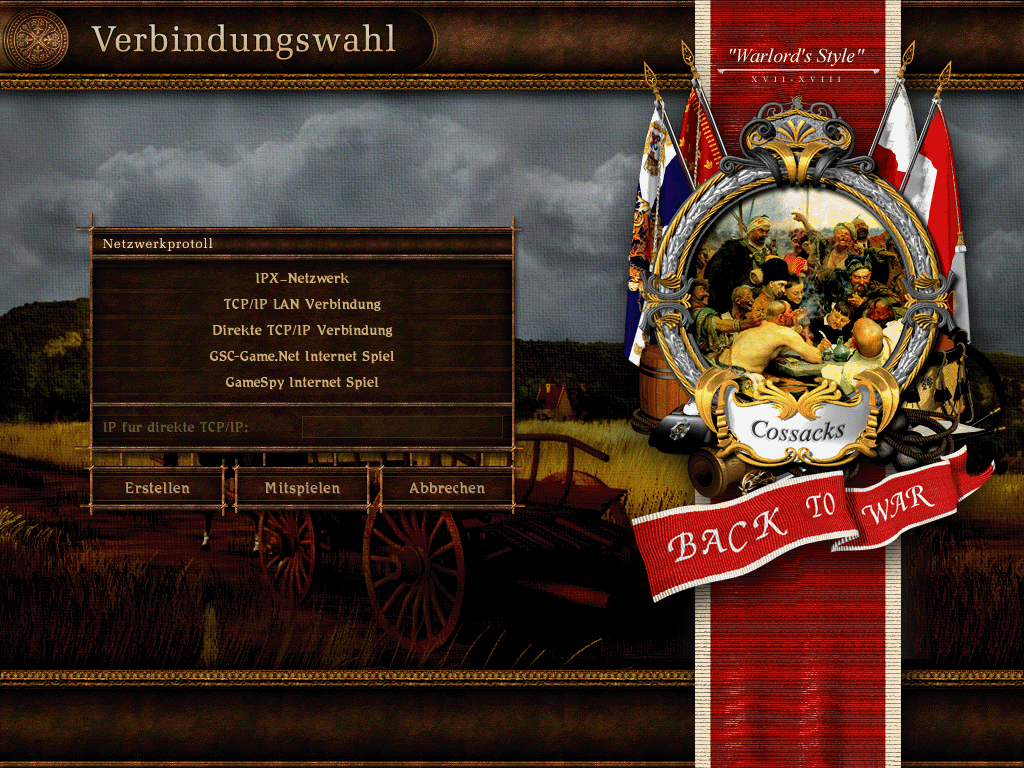 Verbindungswahl
"Warlord's Style"
XVII-XVIII
Netzwerkprotoll
IPX-Netzwerk
TCP/IP LAN Verbindung
Direkte TCP/IP Verbindung
GSC-Game.Net Internet Spiel
GameSpy Internet Spiel
IP fur direkte TCP/IP:
Erstellen
Mitspielen
Abbrechen
Cossacks
BACK TO WAR